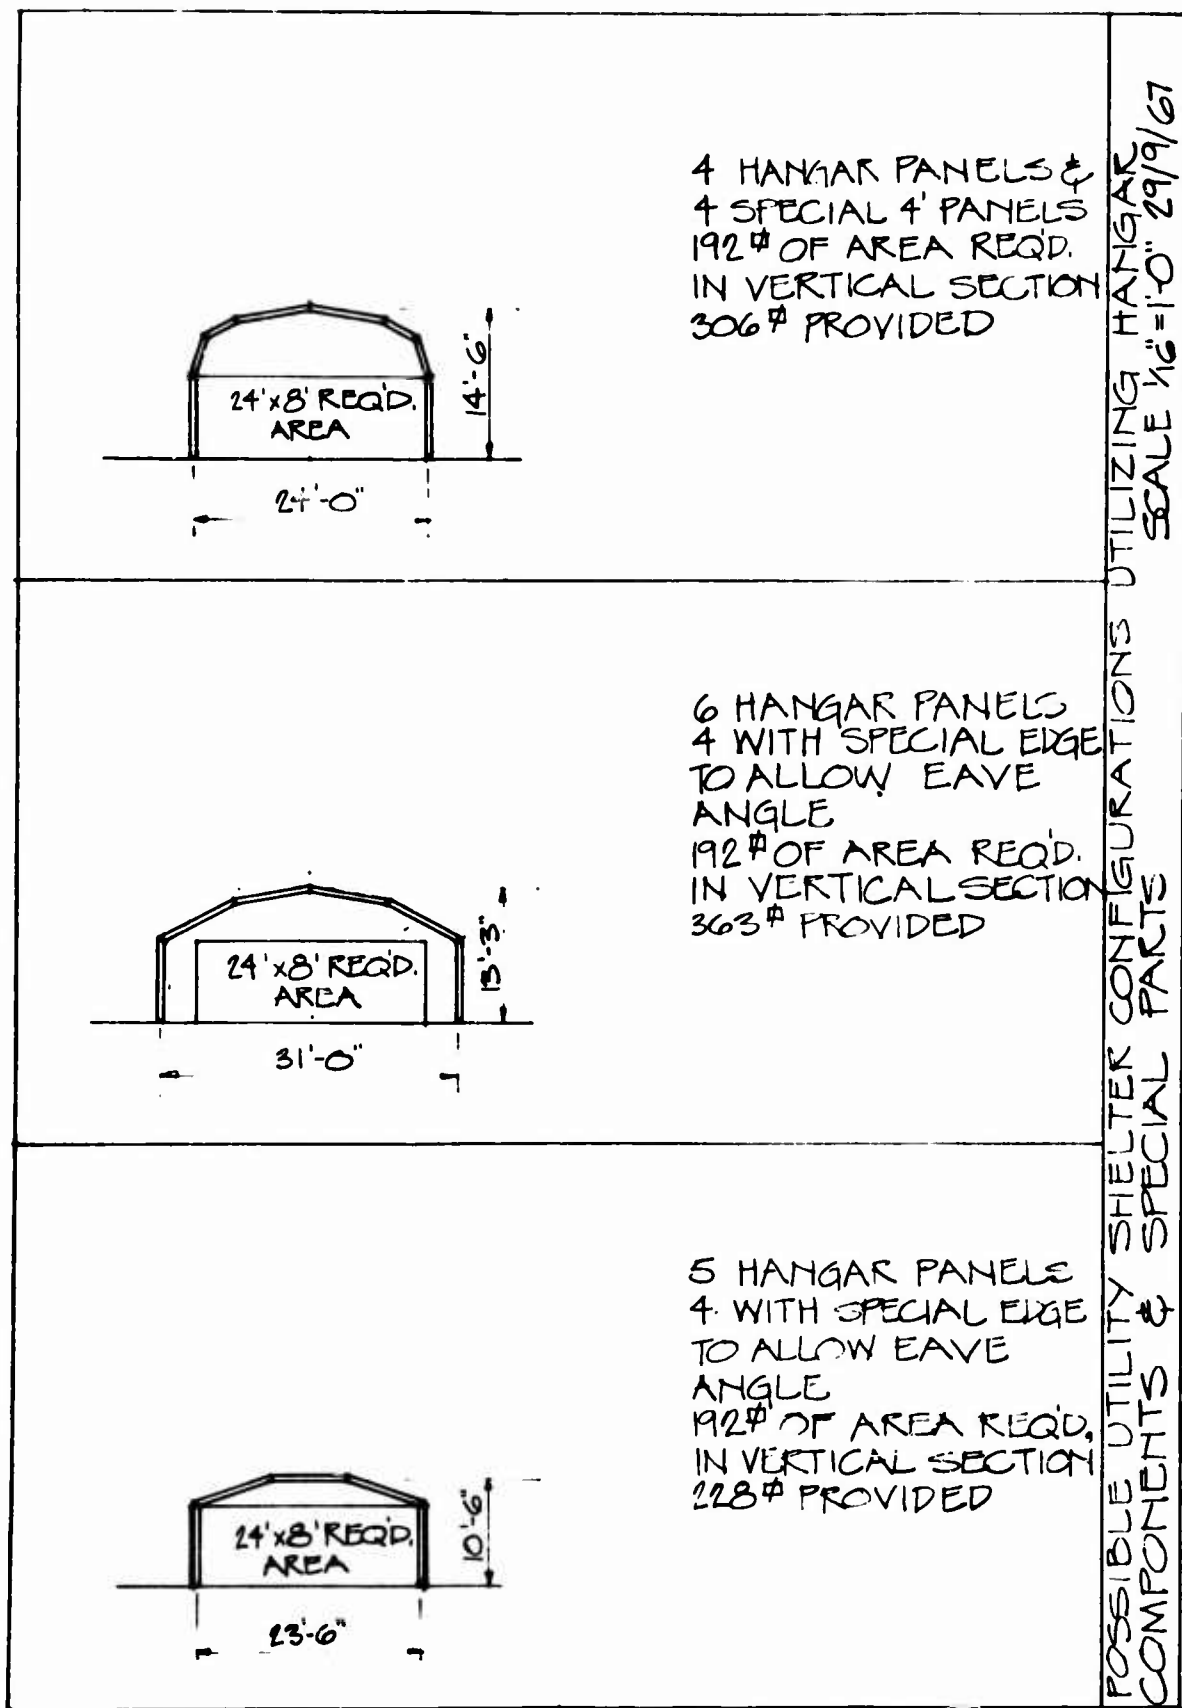 4 HANGAR PANELS &
4 SPECIAL 4' PANELS
192⏍ OF AREA REQ'D.
IN VERTICAL SECTION
306⏍ PROVIDED
14'-6"
24'x8' REQ'D.
AREA
24'-0"
6 HANGAR PANELS
4 WITH SPECIAL EDGE
TO ALLOW EAVE
ANGLE
192⏍ OF AREA REQ'D.
IN VERTICAL SECTION
363⏍ PROVIDED
13'-3"
24'x8' REQ'D.
AREA
31'-0"
5 HANGAR PANELS
4 WITH SPECIAL EDGE
TO ALLOW EAVE
ANGLE
192⏍ OF AREA REQ'D.
IN VERTICAL SECTION
228⏍ PROVIDED
10'-6"
24'x8' REQ'D.
AREA
23'-6"
POSSIBLE UTILITY SHELTER CONFIGURATIONS UTILIZING HANGAR
COMPONENTS & SPECIAL PARTS SCALE 1/16"=1'-0" 29/9/67